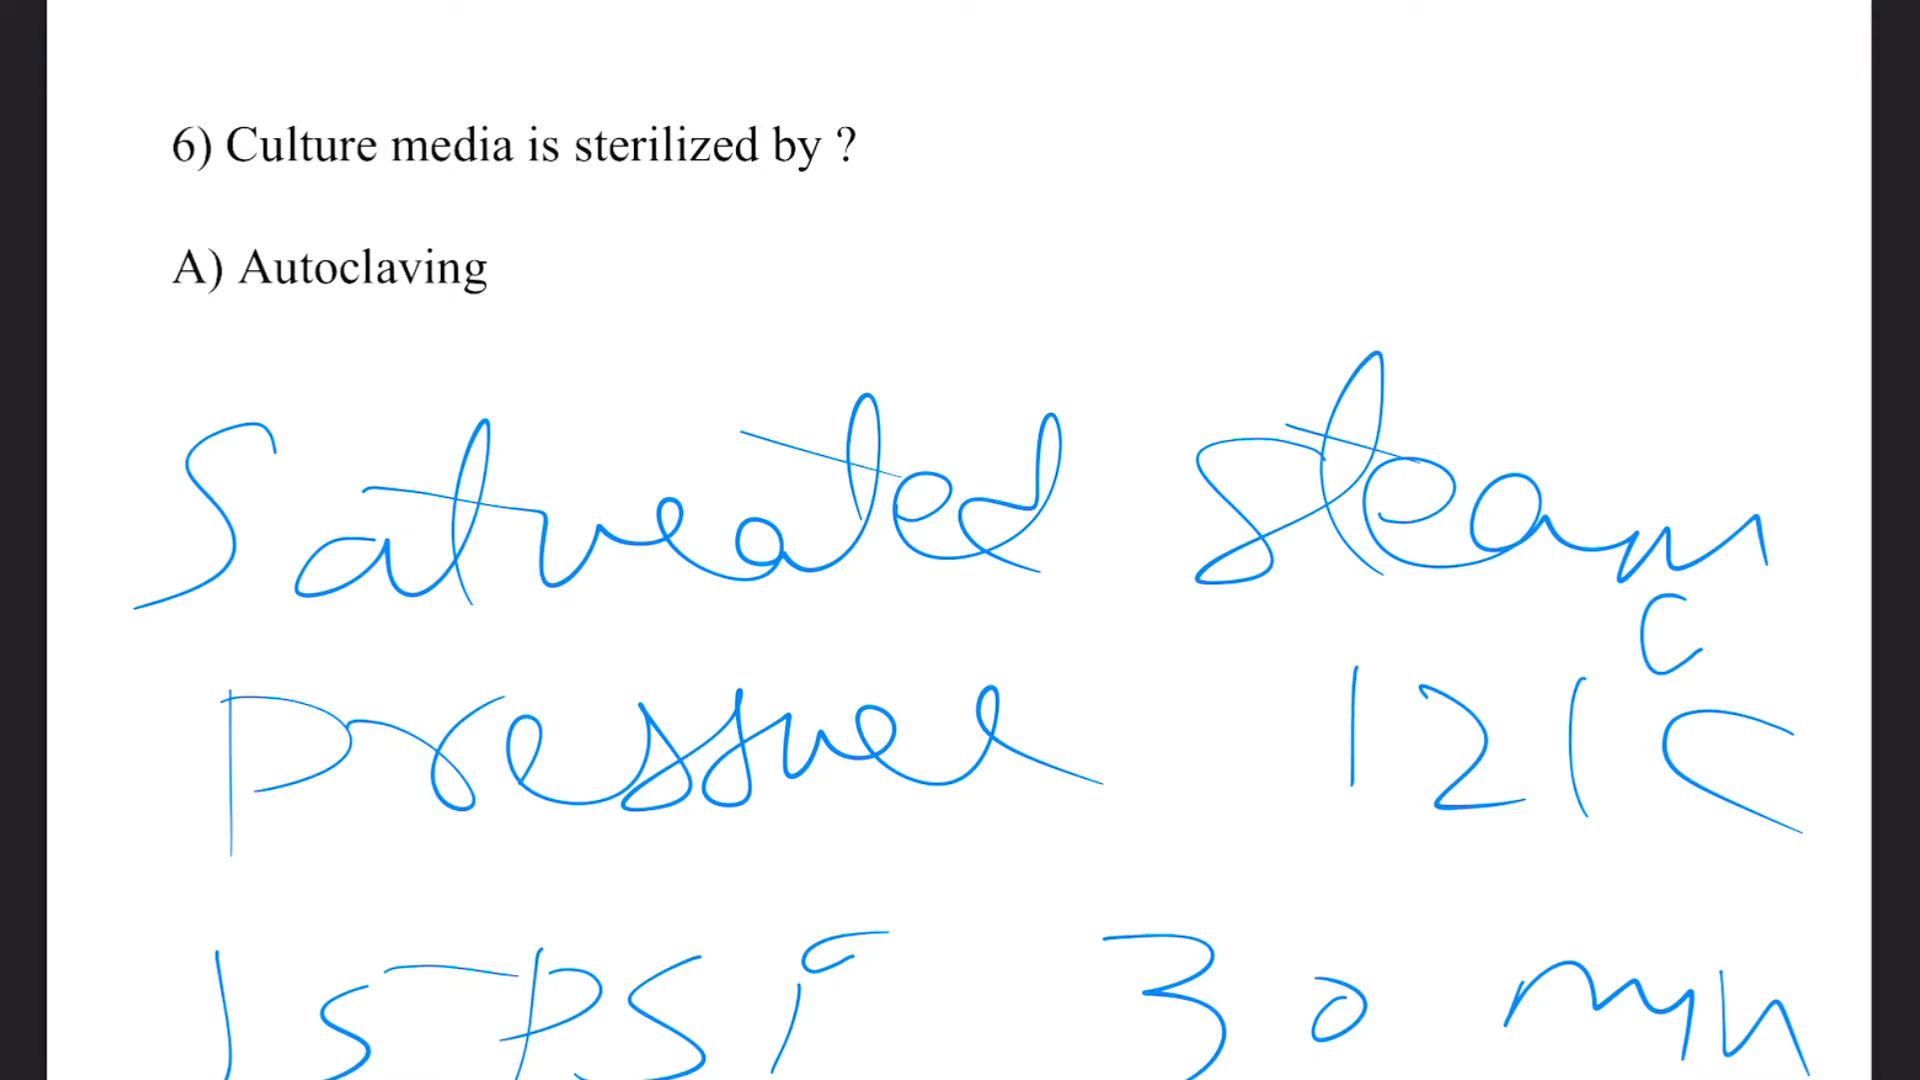 6) Culture media is sterilized by ?
A) Autoclaving
Saturated steam
pressure 121°C
15 PSI 30 min